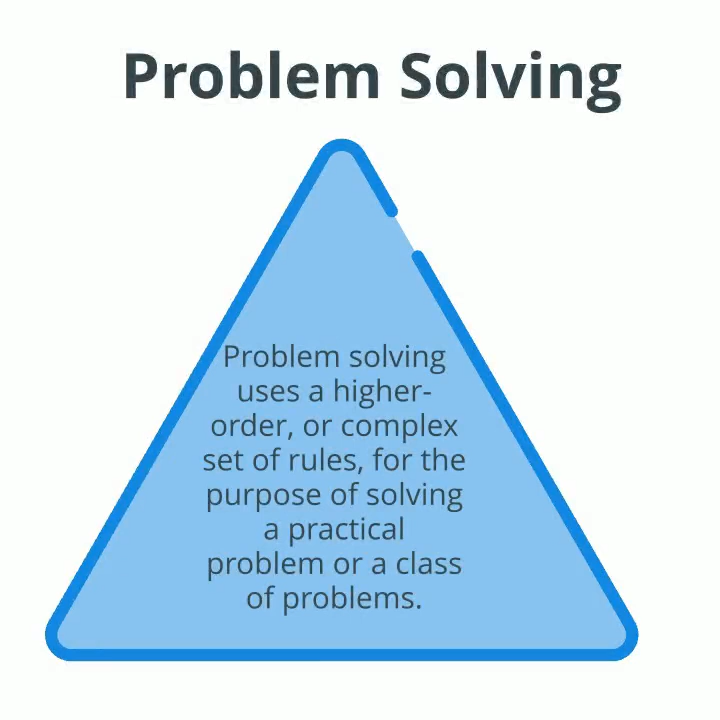 Problem Solving
Problem solving
uses a higher-
order, or complex
set of rules, for the
purpose of solving
a practical
problem or a class
of problems.